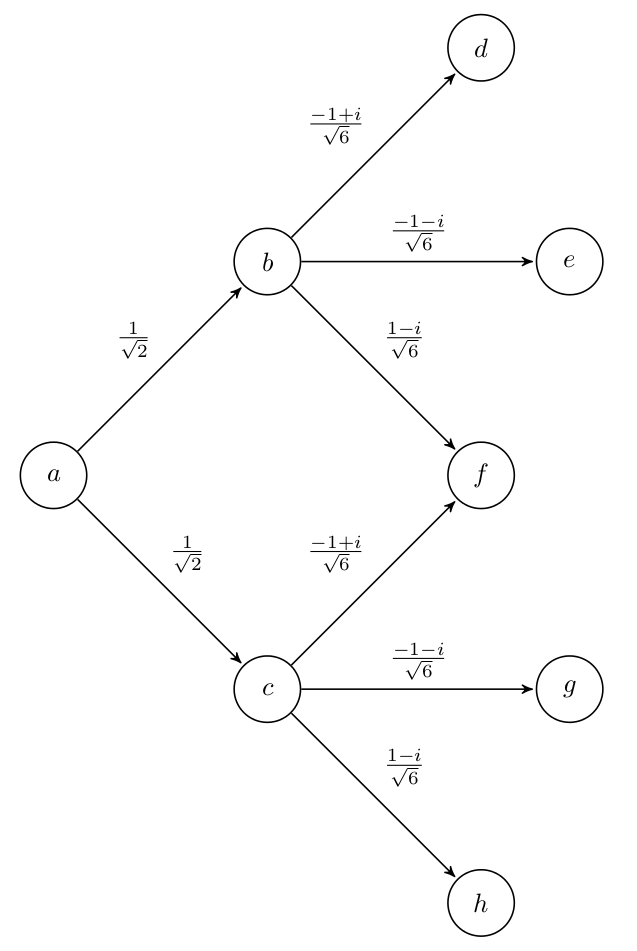 d
\frac{-1+i}{\sqrt{6}}
\frac{-1-i}{\sqrt{6}}
b
e
\frac{1}{\sqrt{2}}
\frac{1-i}{\sqrt{6}}
a
f
\frac{1}{\sqrt{2}}
\frac{-1+i}{\sqrt{6}}
\frac{-1-i}{\sqrt{6}}
c
g
\frac{1-i}{\sqrt{6}}
h